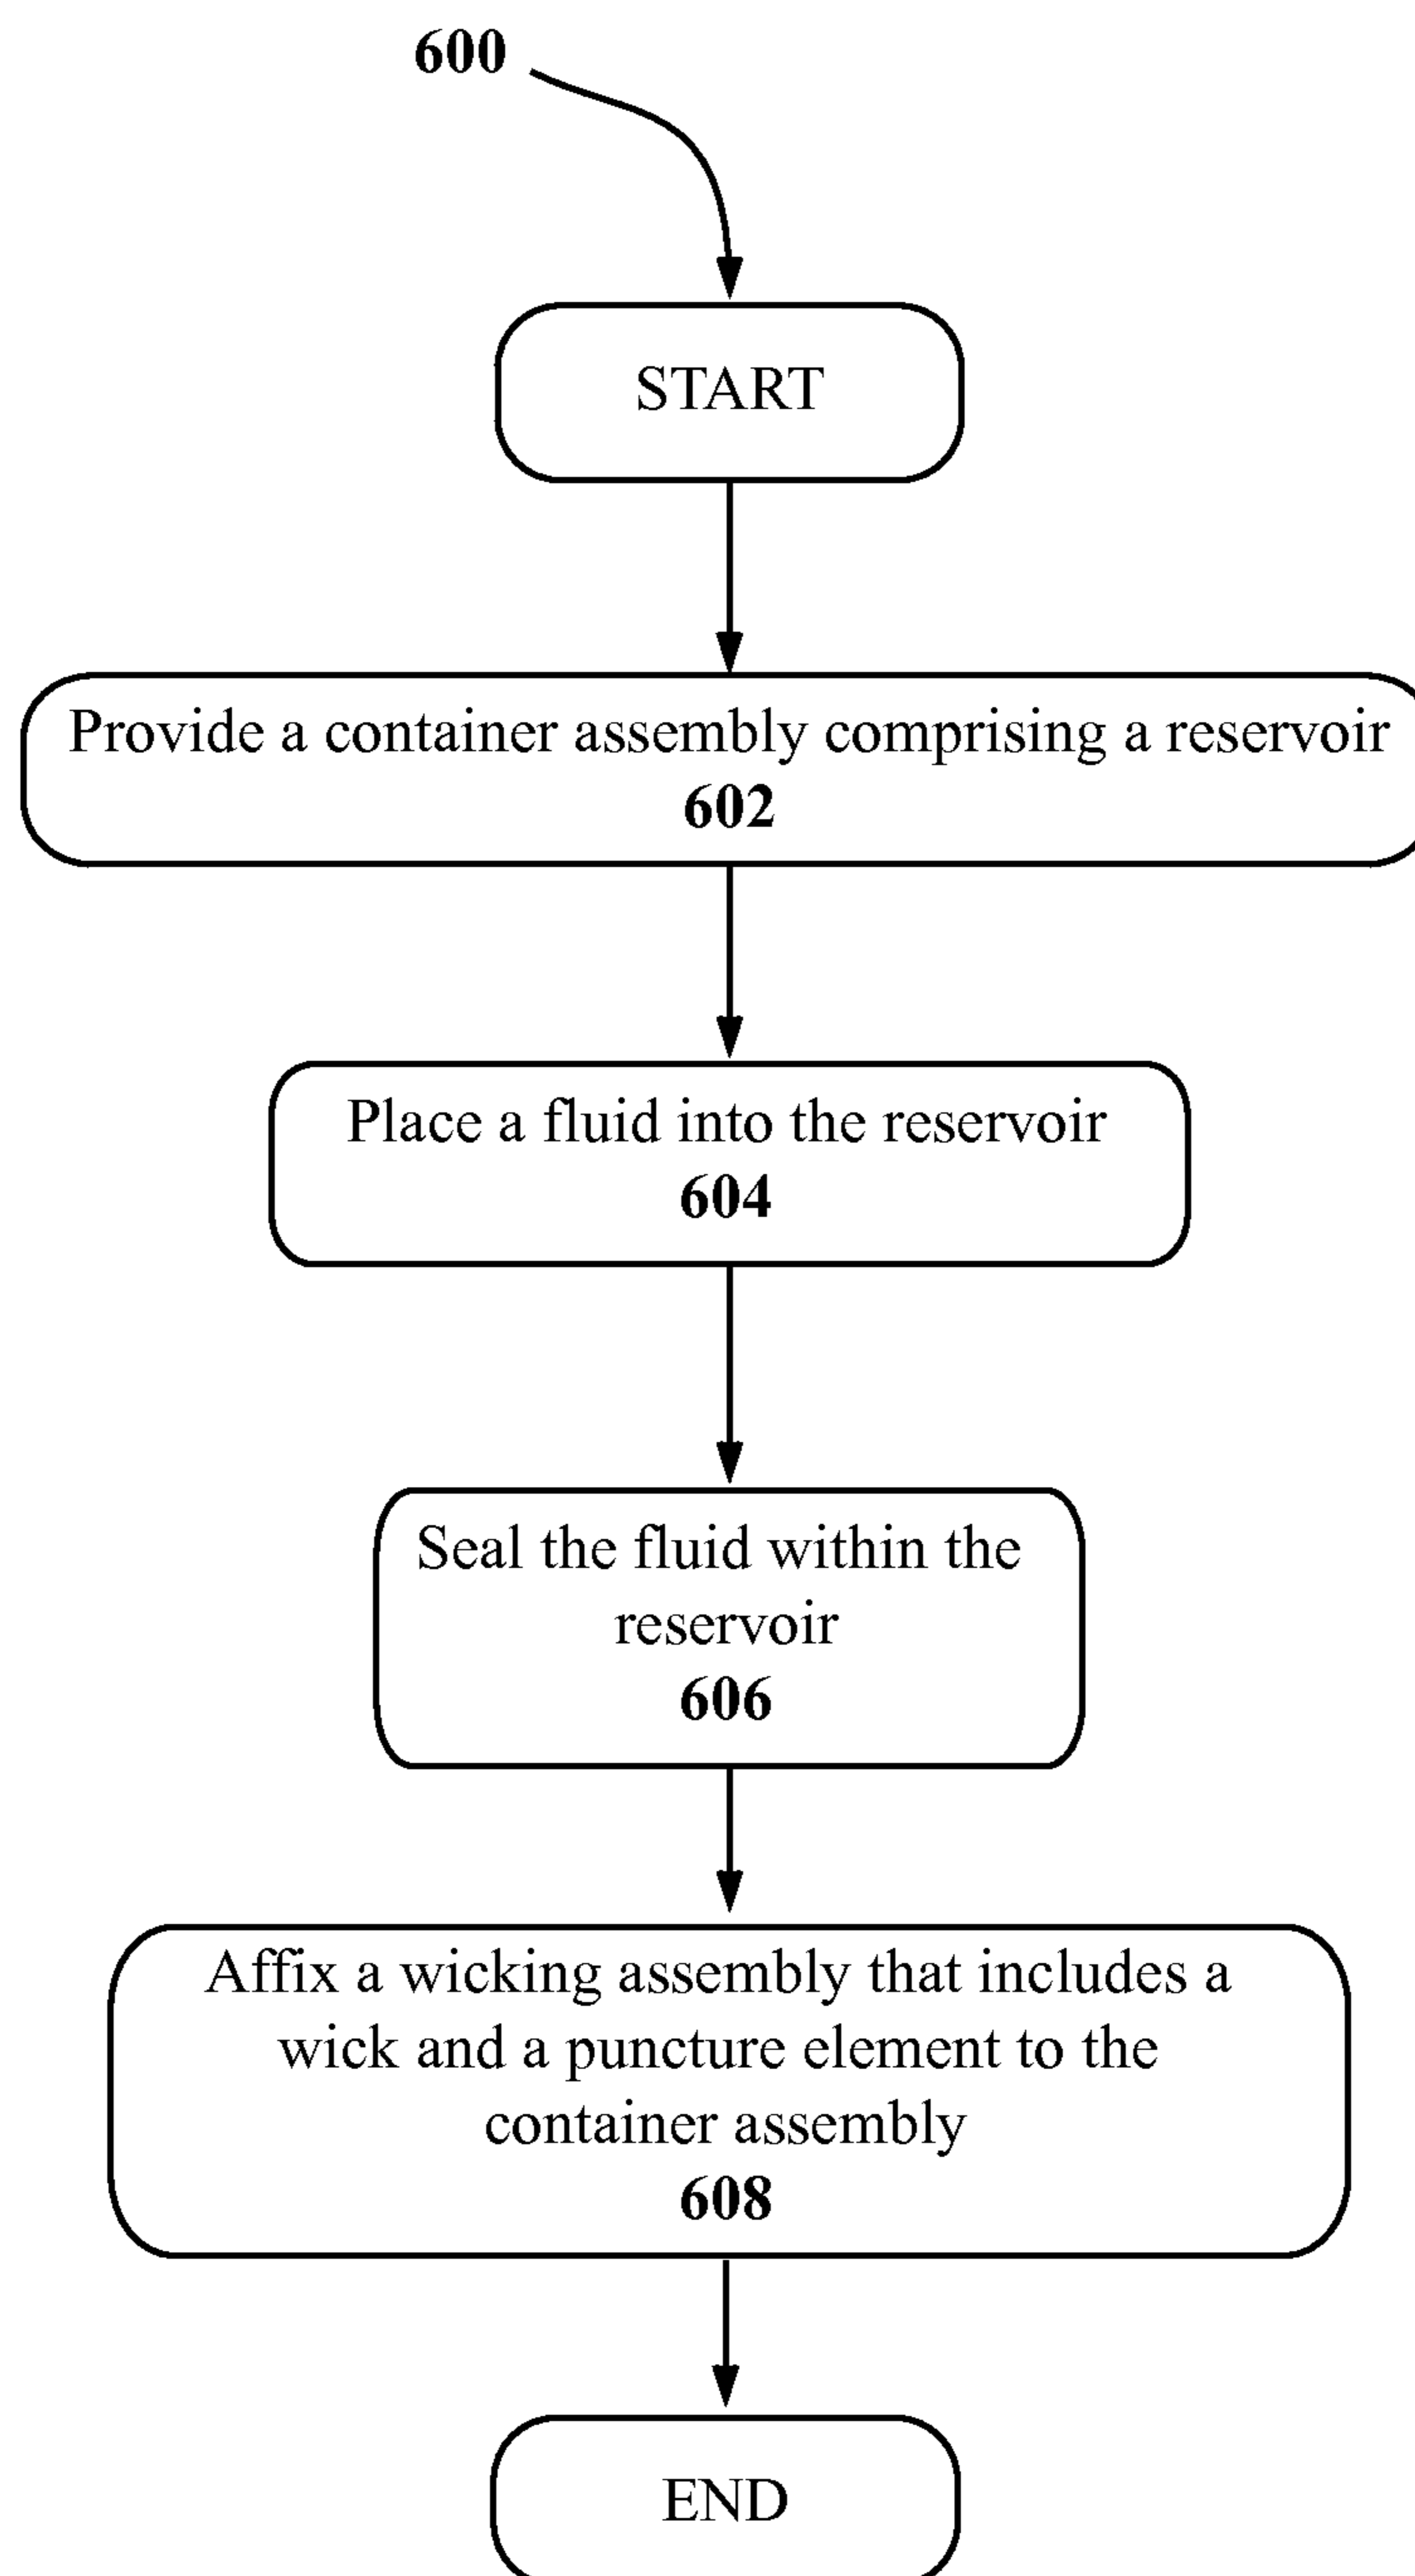 600
START
Provide a container assembly comprising a reservoir
602
Place a fluid into the reservoir
604
Seal the fluid within the
reservoir
606
Affix a wicking assembly that includes a
wick and a puncture element to the
container assembly
608
END